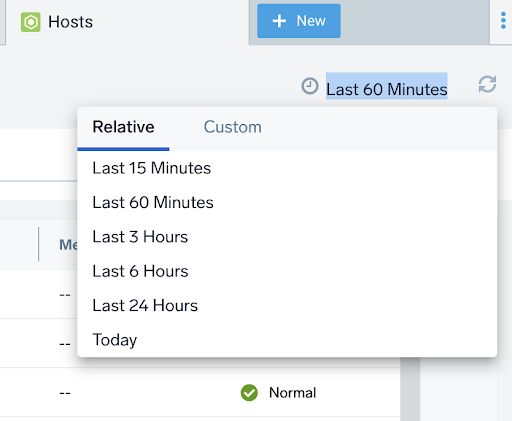 Hosts
+ New
Last 60 Minutes
Relative
Custom
Last 15 Minutes
Last 60 Minutes
Last 3 Hours
Me
Last 6 Hours
--
Last 24 Hours
--
Today
--
Normal